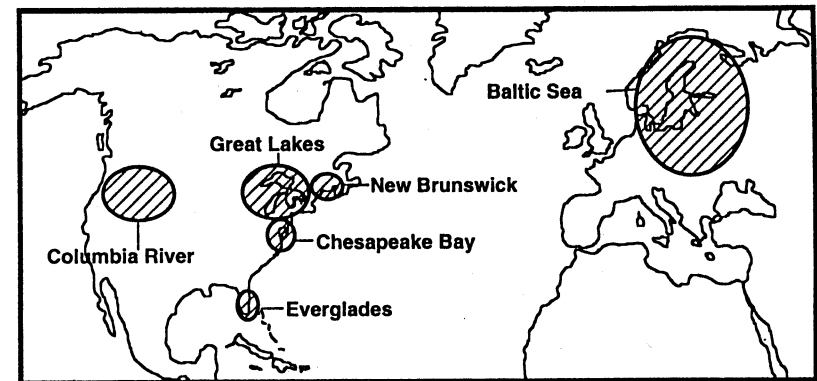 Baltic Sea
Great Lakes
New Brunswick
Chesapeake Bay
Columbia River
Everglades